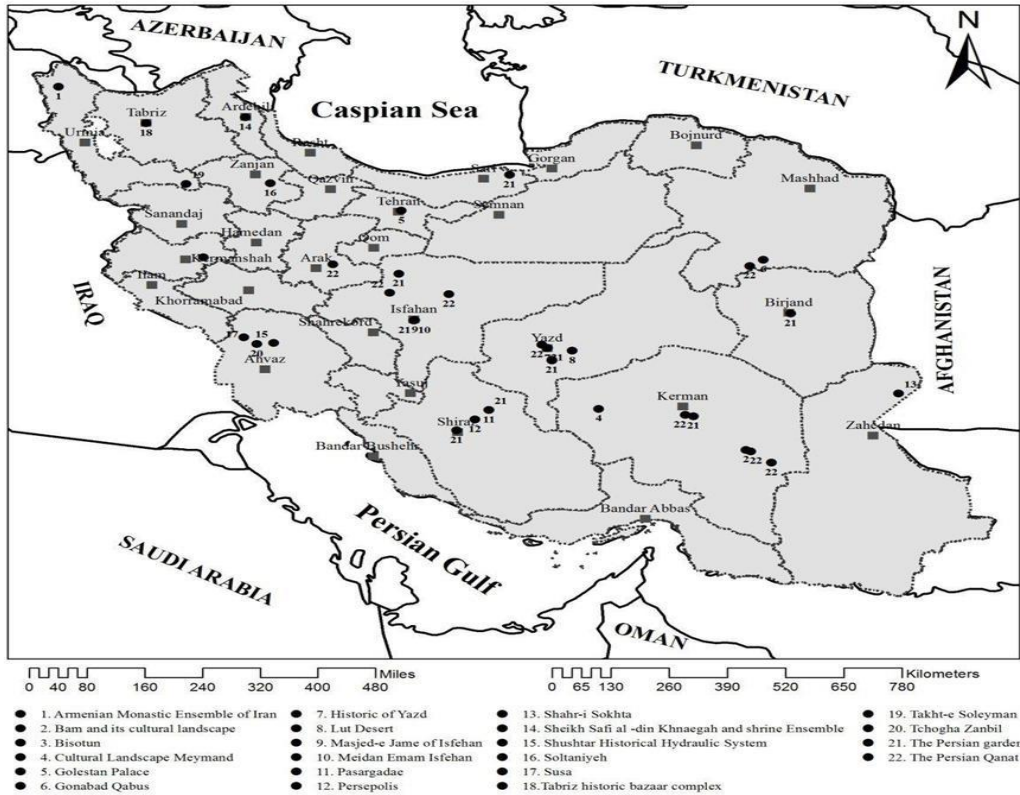 AZERBAIJAN
N
TURKMENISTAN
Caspian Sea
1
Tabriz
18
Ardebil
14
Urmia
Rasht
Bojnurd
Gorgan
Sari
21
Mashhad
Zanjan
19
16
Qazvin
Tehran
5
Semnan
Sanandaj
Hamedan
Qom
Kermanshah
Arak
22
21
6
22
Ilam
22
22
IRAQ
Khorramabad
Isfahan
21910
Birjand
21
AFGHANISTAN
Shahrekord
17
15
20
Yazd
22
21
8
21
Ahvaz
Yasuj
13
21
11
12
4
Kerman
22
21
Shiraz
21
Zahedan
Bandar Bushehr
2
22
22
Bandar Abbas
Persian Gulf
SAUDI ARABIA
OMAN
Miles
0 40 80 160 240 320 400 480
Kilometers
0 65 130 260 390 520 650 780
1. Armenian Monastic Ensemble of Iran
2. Bam and its cultural landscape
3. Bisotun
4. Cultural Landscape Meymand
5. Golestan Palace
6. Gonabad Qabus
7. Historic of Yazd
8. Lut Desert
9. Masjed-e Jame of Isfehan
10. Meidan Emam Isfehan
11. Pasargadae
12. Persepolis
13. Shahr-i Sokhta
14. Sheikh Safi al -din Khnaegah and shrine Ensemble
15. Shushtar Historical Hydraulic System
16. Soltaniyeh
17. Susa
18.Tabriz historic bazaar complex
19. Takht-e Soleyman
20. Tchogha Zanbil
21. The Persian garden
22. The Persian Qanat